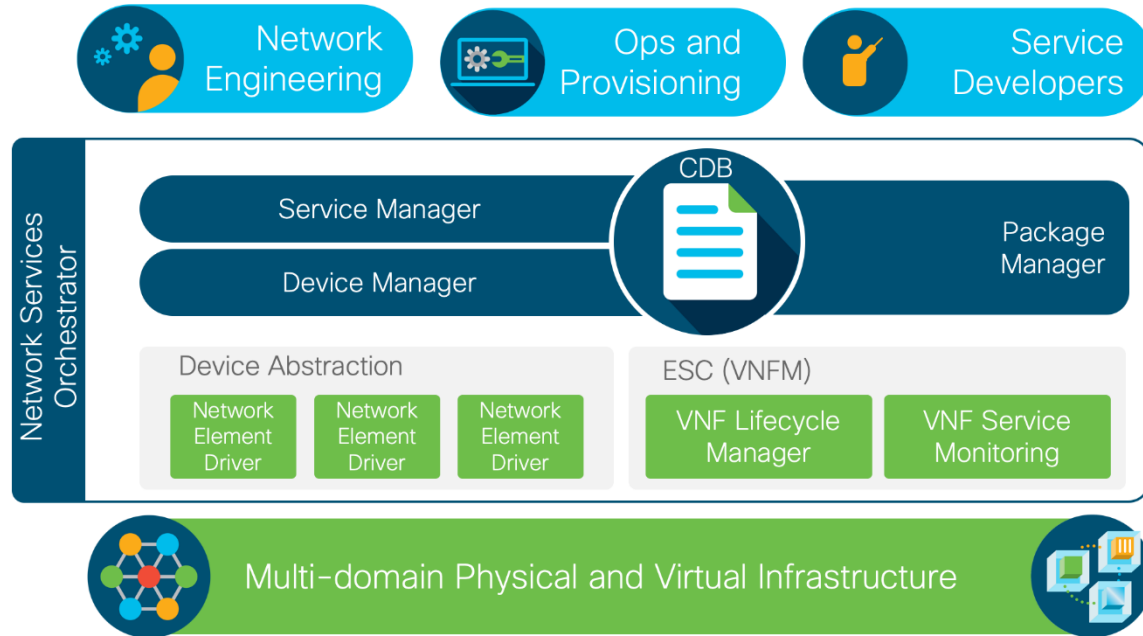 Network
Engineering
Ops and
Provisioning
Service
Developers
Network Services
Orchestrator
CDB
Service Manager
Device Manager
Package
Manager
Device Abstraction
Network
Element
Driver
Network
Element
Driver
Network
Element
Driver
ESC (VNFM)
VNF Lifecycle
Manager
VNF Service
Monitoring
Multi-domain Physical and Virtual Infrastructure